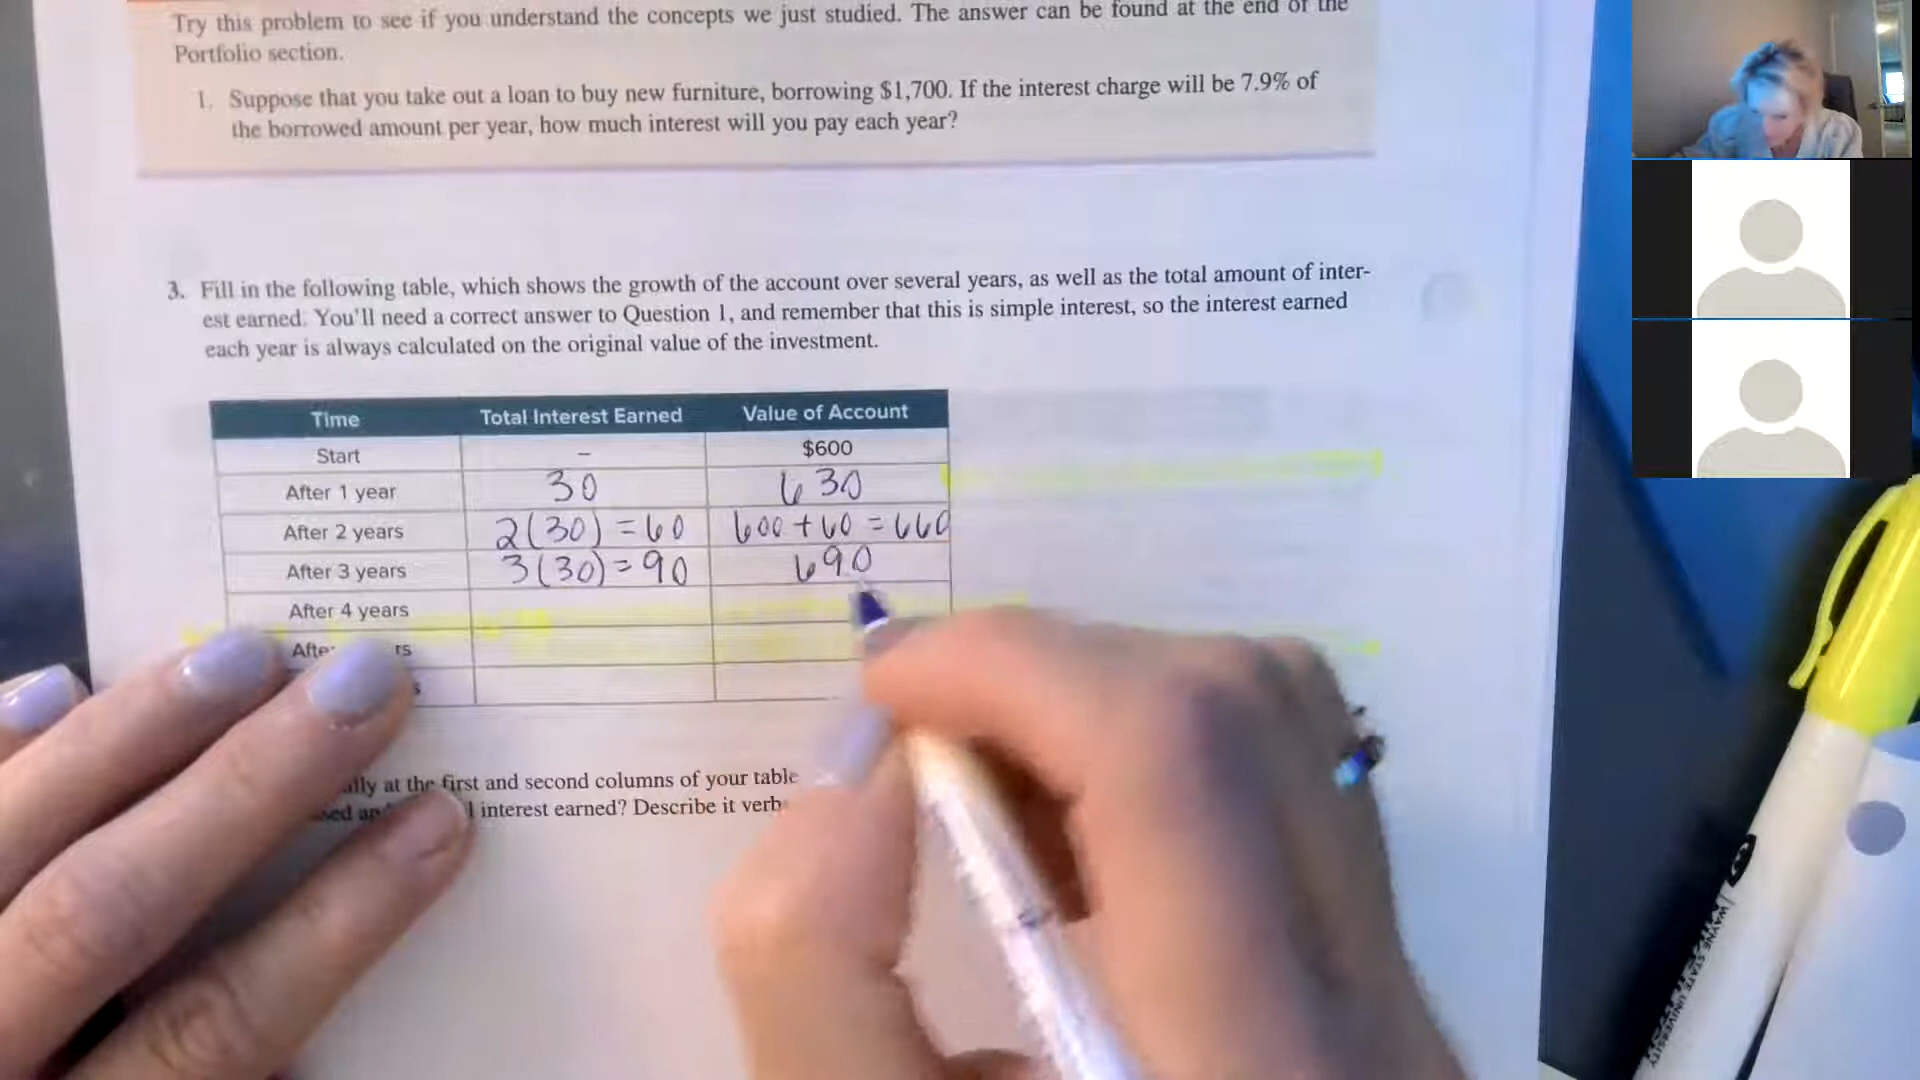 Try this problem to see if you understand the concepts we just studied. The answer can be found at the end of the
Portfolio section.
1. Suppose that you take out a loan to buy new furniture, borrowing $1,700. If the interest charge will be 7.9% of
the borrowed amount per year, how much interest will you pay each year?
3. Fill in the following table, which shows the growth of the account over several years, as well as the total amount of inter-
est earned. You'll need a correct answer to Question 1, and remember that this is simple interest, so the interest earned
each year is always calculated on the original value of the investment.
Time Total Interest Earned Value of Account
Start – $600
After 1 year 30 630
After 2 years 2(30) = 60 600 + 60 = 660
After 3 years 3(30) = 90 690
After 4 years
at the first and second columns of your table
interest earned? Describe it
WAYNE STATE UNIVERSITY